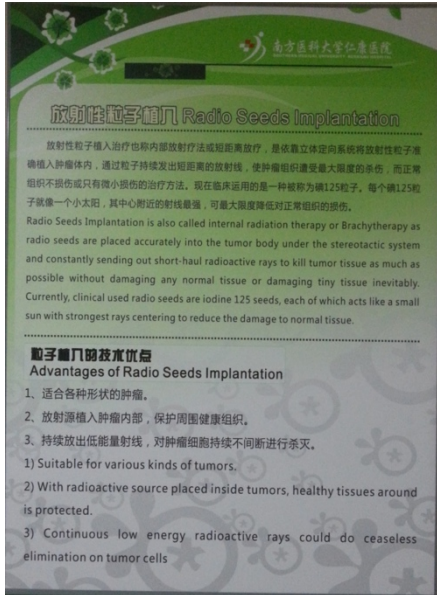 南方医科大学仁康医院
放射性粒子植入 Radio Seeds Implantation
放射性粒子植入治疗也称内部放射疗法或短距离放疗，是依靠立体定向系统将放射性粒子准
确植入肿瘤体内，通过粒子持续发出短距离的放射线，使肿瘤组织遭受最大限度的杀伤，而正常
组织不损伤或只有微小损伤的治疗方法。现在临床运用的是一种被称为碘125粒子。每个碘125粒
子就像一个小太阳，其中心附近的射线最强，可最大限度降低对正常组织的损伤。
Radio Seeds Implantation is also called internal radiation therapy or Brachytherapy as
radio seeds are placed accurately into the tumor body under the stereotactic system
and constantly sending out short-haul radioactive rays to kill tumor tissue as much as
possible without damaging any normal tissue or damaging tiny tissue inevitably.
Currently, clinical used radio seeds are iodine 125 seeds, each of which acts like a small
sun with strongest rays centering to reduce the damage to normal tissue.
粒子植入的技术优点
Advantages of Radio Seeds Implantation
1、适合各种形状的肿瘤。
2、放射源植入肿瘤内部，保护周围健康组织。
3、持续放出低能量射线，对肿瘤细胞持续不间断进行杀灭。
1) Suitable for various kinds of tumors.
2) With radioactive source placed inside tumors, healthy tissues around
is protected.
3) Continuous low energy radioactive rays could do ceaseless
elimination on tumor cells